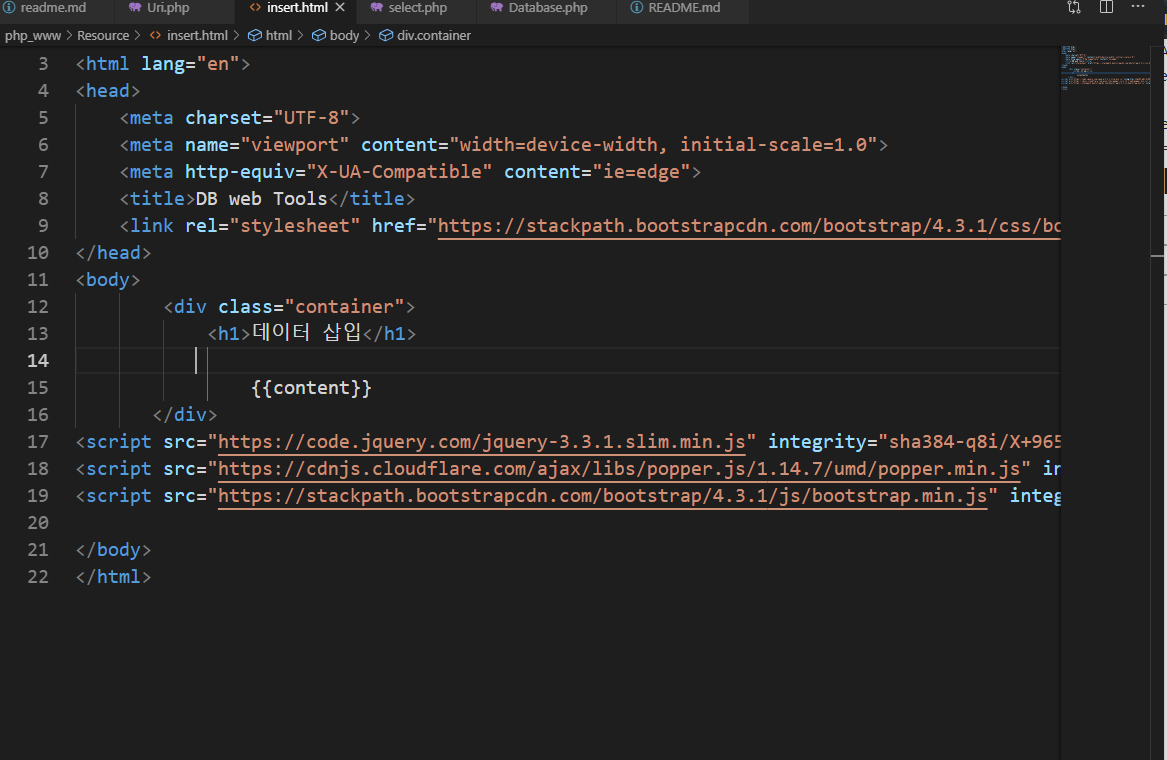 readme.md Uri.php insert.html select.php Database.php README.md
php_www > Resource > insert.html > html > body > div.container
3 <html lang="en">
4 <head>
5 <meta charset="UTF-8">
6 <meta name="viewport" content="width=device-width, initial-scale=1.0">
7 <meta http-equiv="X-UA-Compatible" content="ie=edge">
8 <title>DB web Tools</title>
9 <link rel="stylesheet" href="https://stackpath.bootstrapcdn.com/bootstrap/4.3.1/css/bo
10 </head>
11 <body>
12 <div class="container">
13 <h1>데이터 삽입</h1>
14
15 {{content}}
16 </div>
17 <script src="https://code.jquery.com/jquery-3.3.1.slim.min.js" integrity="sha384-q8i/X+965
18 <script src="https://cdnjs.cloudflare.com/ajax/libs/popper.js/1.14.7/umd/popper.min.js" in
19 <script src="https://stackpath.bootstrapcdn.com/bootstrap/4.3.1/js/bootstrap.min.js" integ
20
21 </body>
22 </html>